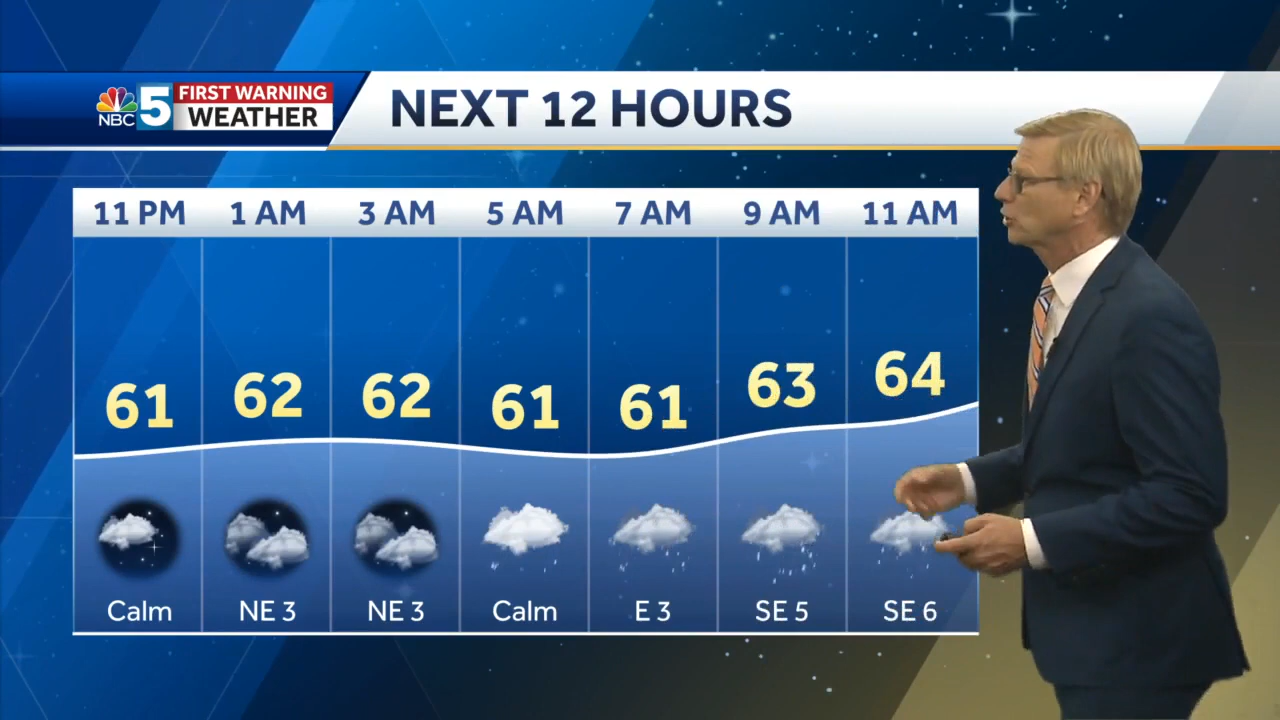 NBC 5 FIRST WARNING
WEATHER
NEXT 12 HOURS
11 PM 1 AM 3 AM 5 AM 7 AM 9 AM 11 AM
61 62 62 61 61 63 64
Calm NE 3 NE 3 Calm E 3 SE 5 SE 6